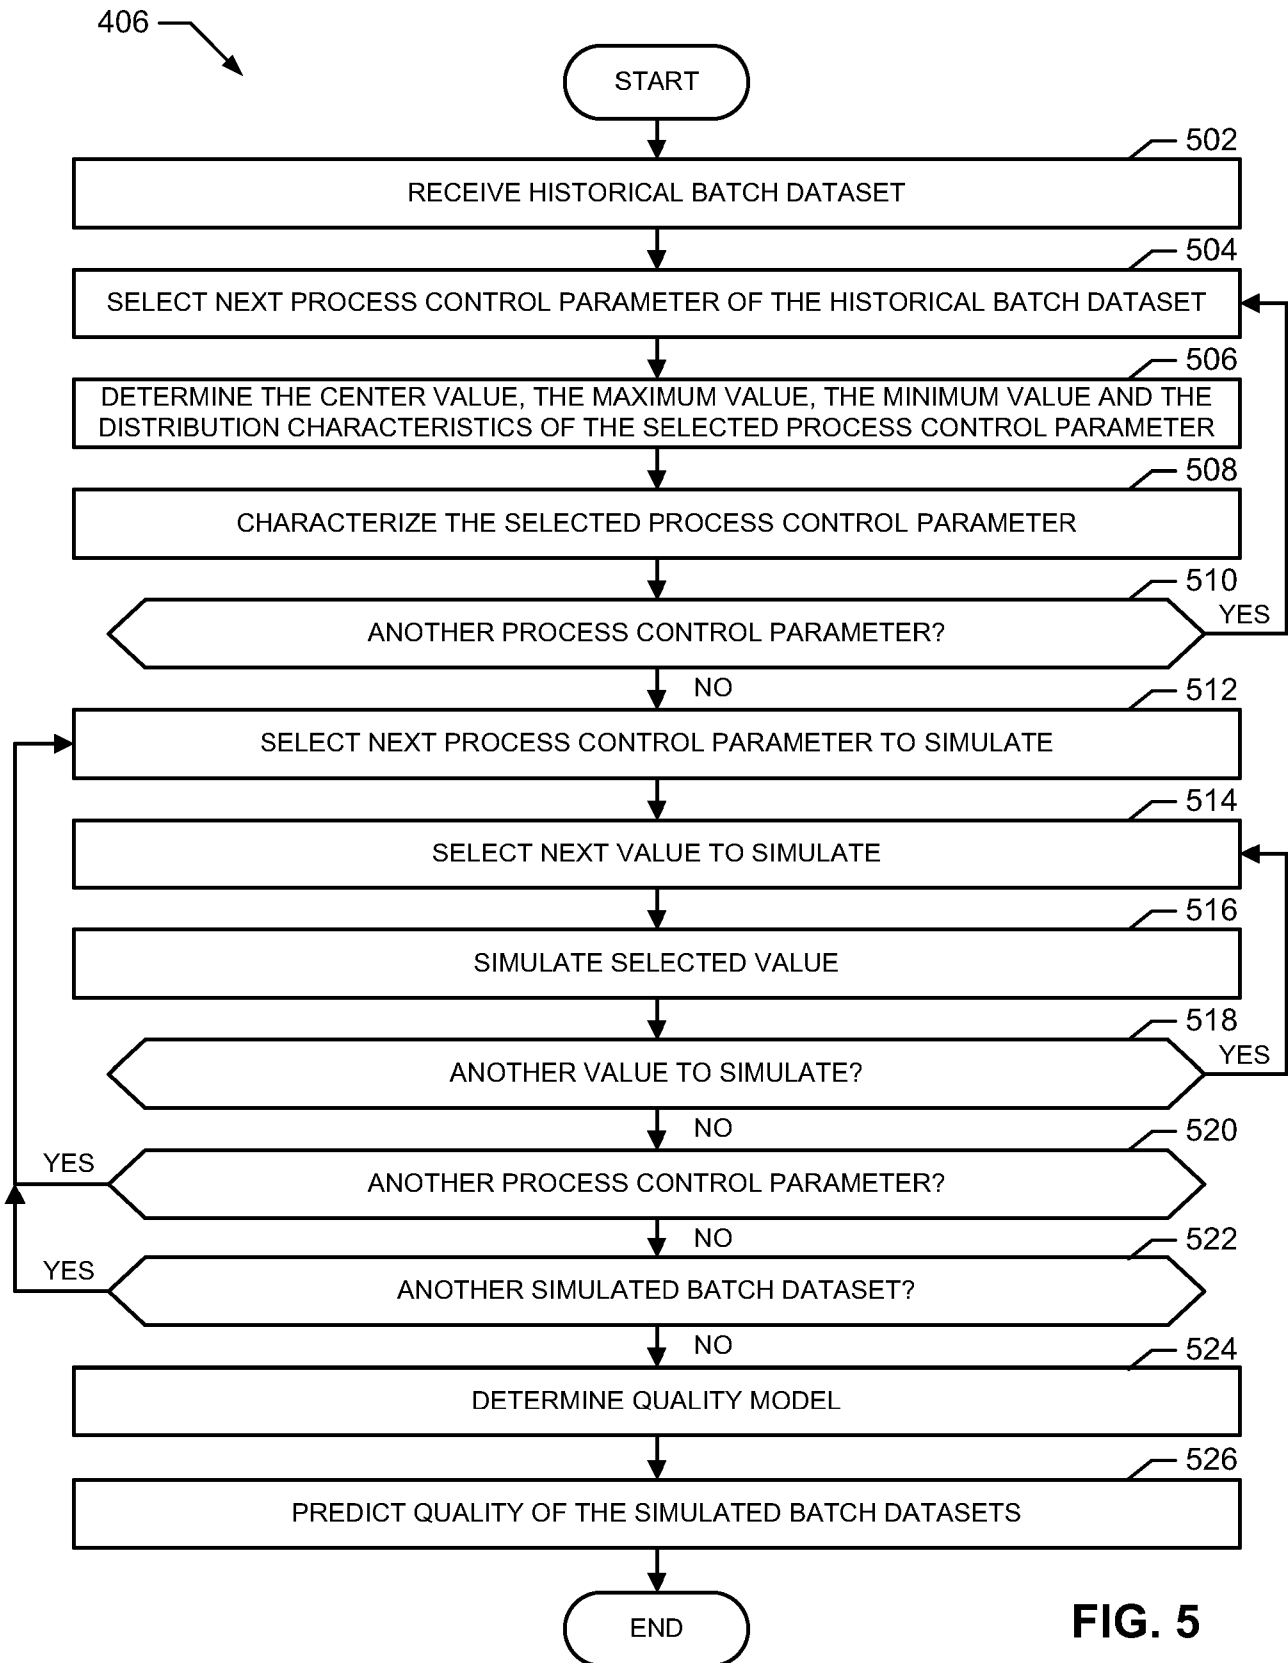 406
START
502
RECEIVE HISTORICAL BATCH DATASET
504
SELECT NEXT PROCESS CONTROL PARAMETER OF THE HISTORICAL BATCH DATASET
506
DETERMINE THE CENTER VALUE, THE MAXIMUM VALUE, THE MINIMUM VALUE AND THE
DISTRIBUTION CHARACTERISTICS OF THE SELECTED PROCESS CONTROL PARAMETER
508
CHARACTERIZE THE SELECTED PROCESS CONTROL PARAMETER
510
ANOTHER PROCESS CONTROL PARAMETER?
YES
NO
512
SELECT NEXT PROCESS CONTROL PARAMETER TO SIMULATE
514
SELECT NEXT VALUE TO SIMULATE
516
SIMULATE SELECTED VALUE
518
ANOTHER VALUE TO SIMULATE?
YES
NO
520
YES
ANOTHER PROCESS CONTROL PARAMETER?
NO
522
YES
ANOTHER SIMULATED BATCH DATASET?
NO
524
DETERMINE QUALITY MODEL
526
PREDICT QUALITY OF THE SIMULATED BATCH DATASETS
END
FIG. 5